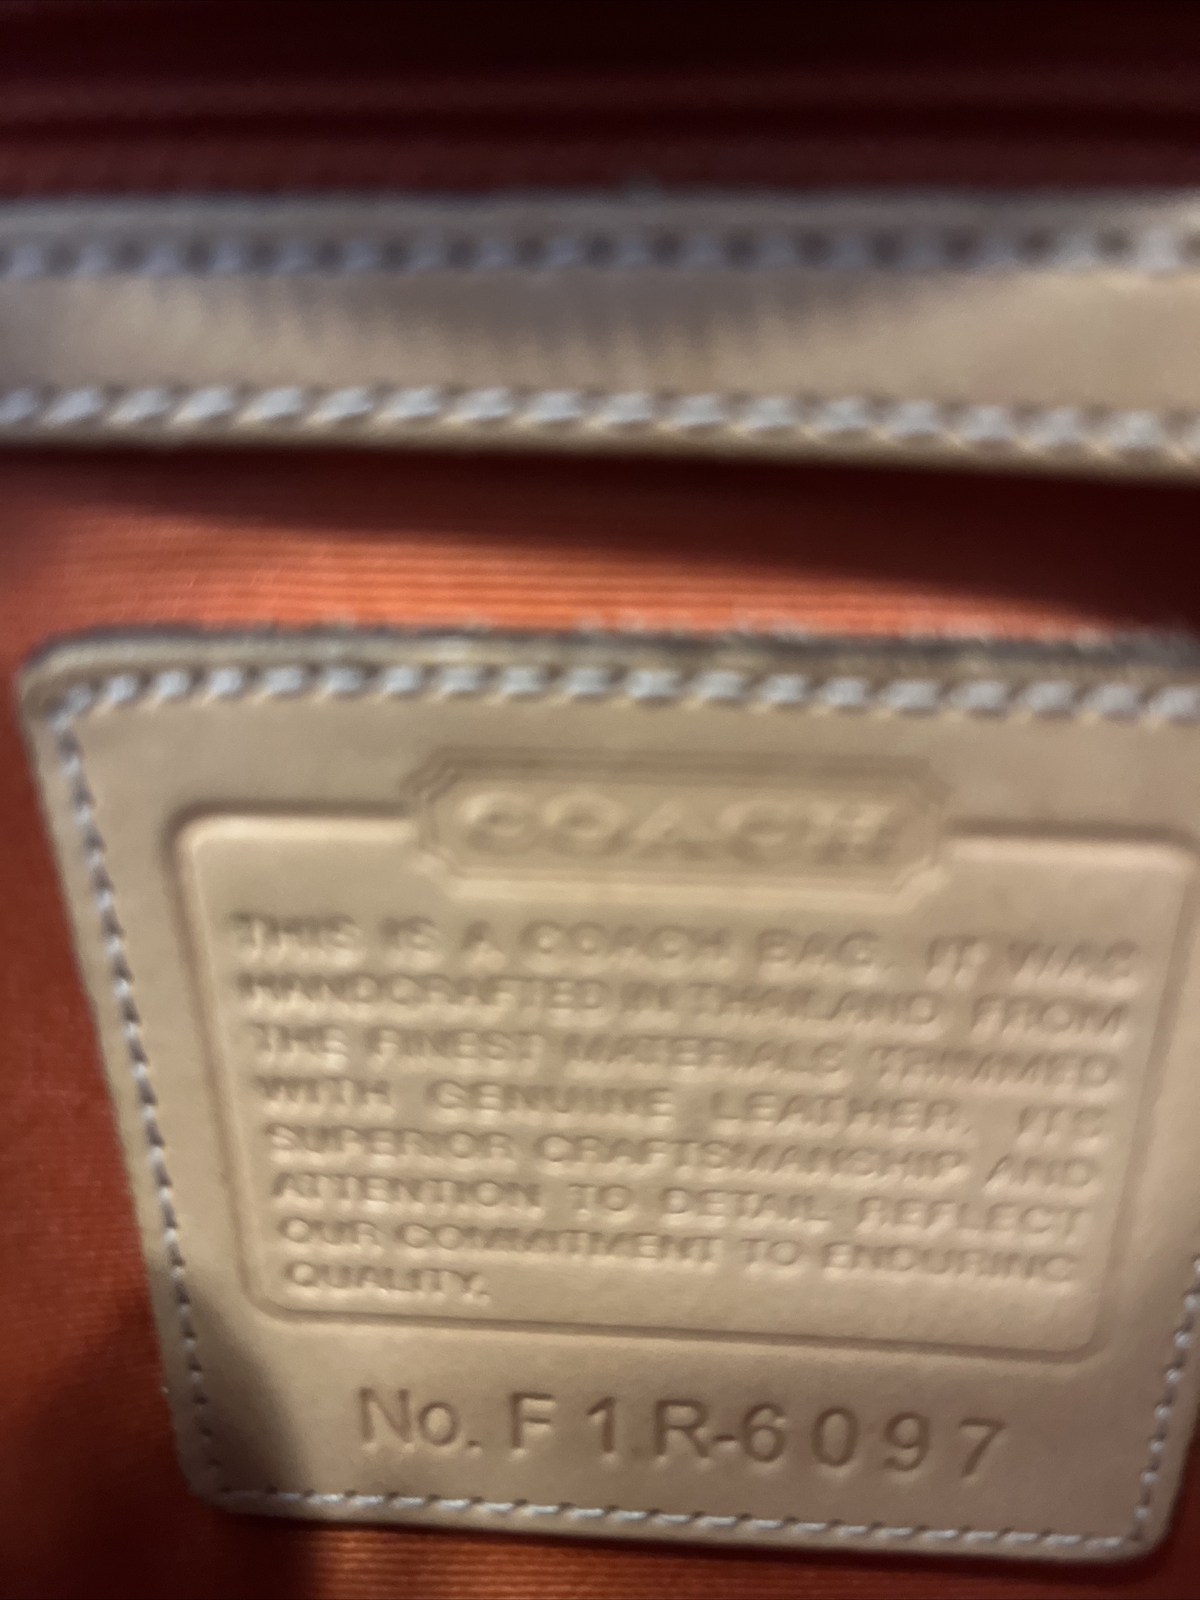 COACH
THIS IS A COACH BAG. IT WAS
HANDCRAFTED IN THAILAND FROM
THE FINEST MATERIALS TRIMMED
WITH GENUINE LEATHER. IT'S
SUPERIOR CRAFTSMANSHIP AND
ATTENTION TO DETAIL REFLECT
OUR COMMITMENT TO ENDURING
QUALITY.
No. F1R-6097